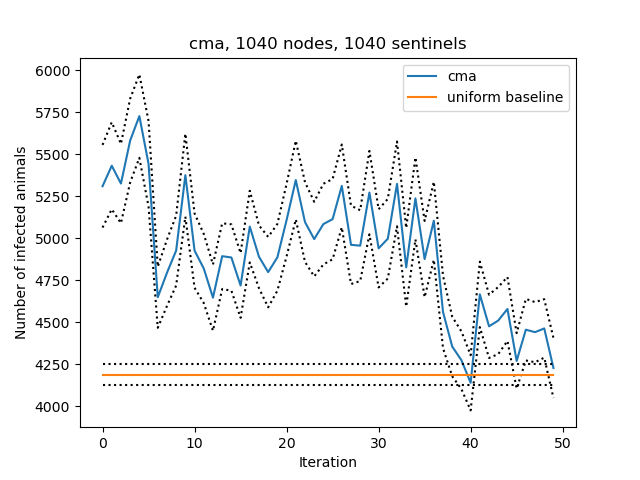 cma, 1040 nodes, 1040 sentinels
cma
uniform baseline
Number of infected animals
6000
5750
5500
5250
5000
4750
4500
4250
4000
0 10 20 30 40 50
Iteration